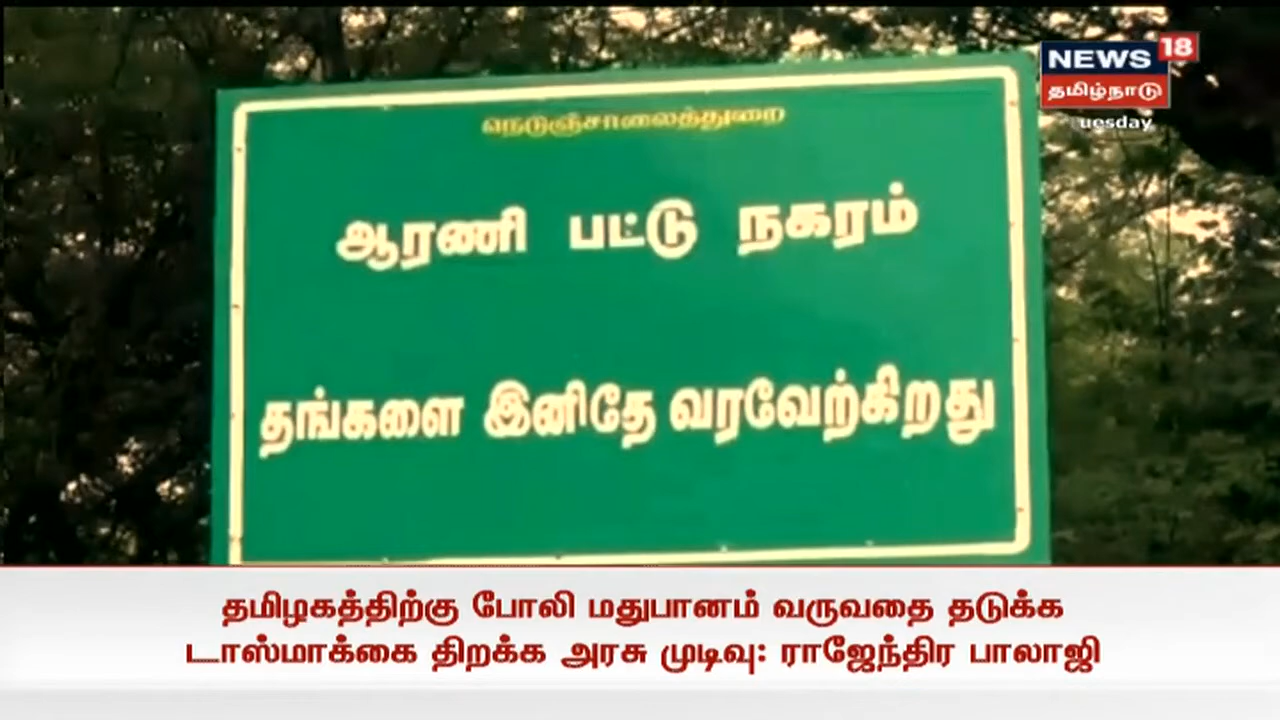 NEWS 18
தமிழ்நாடு
uesday
நெடுஞ்சாலைத்துறை
ஆரணி பட்டு நகரம்
தங்களை இனிதே வரவேற்கிறது
தமிழகத்திற்கு போலி மதுபானம் வருவதை தடுக்க
டாஸ்மாக்கை திறக்க அரசு முடிவு: ராஜேந்திர பாலாஜி